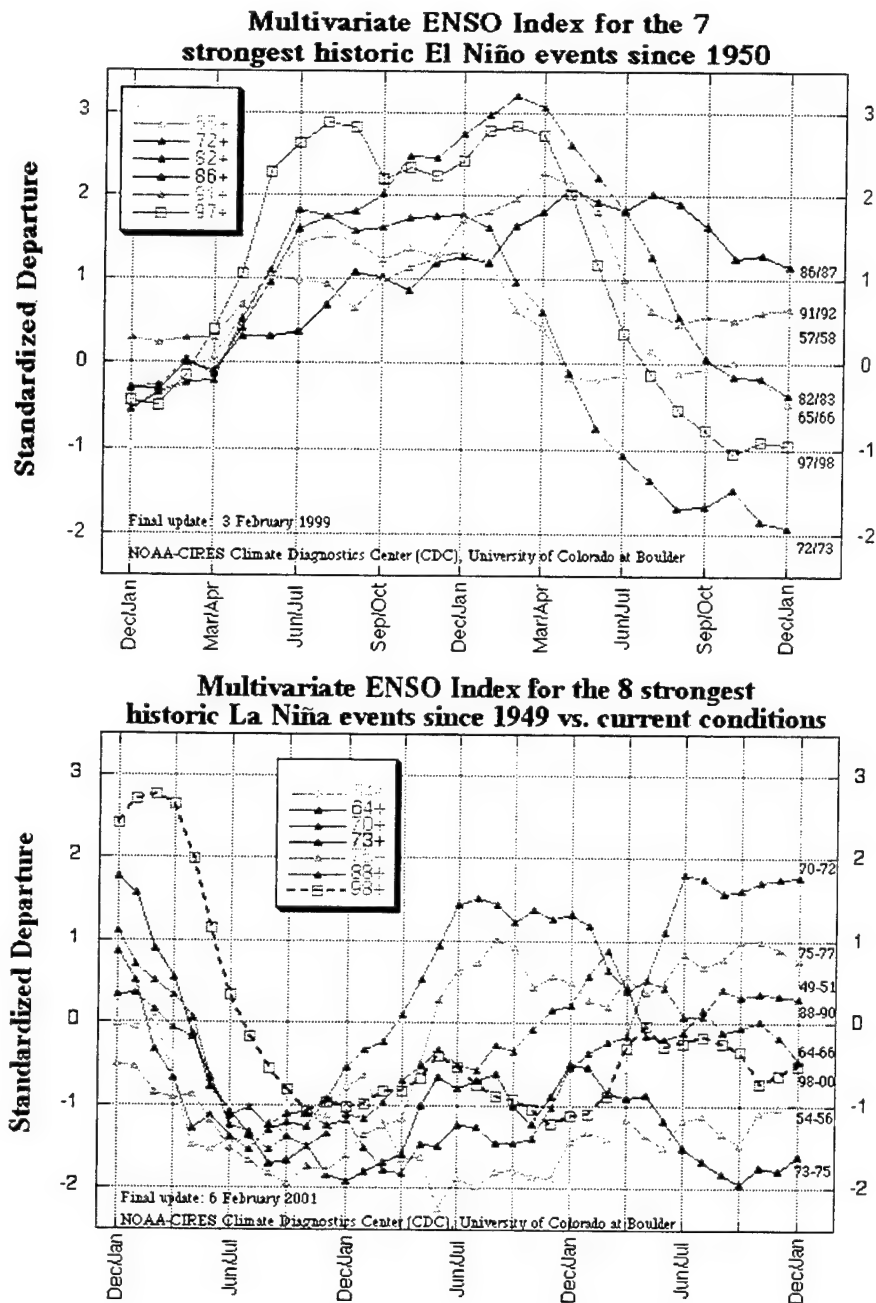 Multivariate ENSO Index for the 7
strongest historic El Niño events since 1950
Standardized Departure
3
2
1
0
-1
-2
3
2
1
0
-1
-2
72+
82+
86+
97+
86/87
91/92
57/58
82/83
65/66
97/98
72/73
Final update: 3 February 1999
NOAA-CIRES Climate Diagnostics Center (CDC), University of Colorado at Boulder
Dec/Jan
Mar/Apr
Jun/Jul
Sep/Oct
Dec/Jan
Mar/Apr
Jun/Jul
Sep/Oct
Dec/Jan
Multivariate ENSO Index for the 8 strongest
historic La Niña events since 1949 vs. current conditions
Standardized Departure
3
2
1
0
-1
-2
3
2
1
0
-1
-2
64+
70+
73+
88+
98+
70-72
75-77
49-51
88-90
64-66
98-00
54-56
73-75
Final update: 6 February 2001
NOAA-CIRES Climate Diagnostics Center (CDC), University of Colorado at Boulder
Dec/Jan
Jun/Jul
Dec/Jan
Jun/Jul
Dec/Jan
Jun/Jul
Dec/Jan